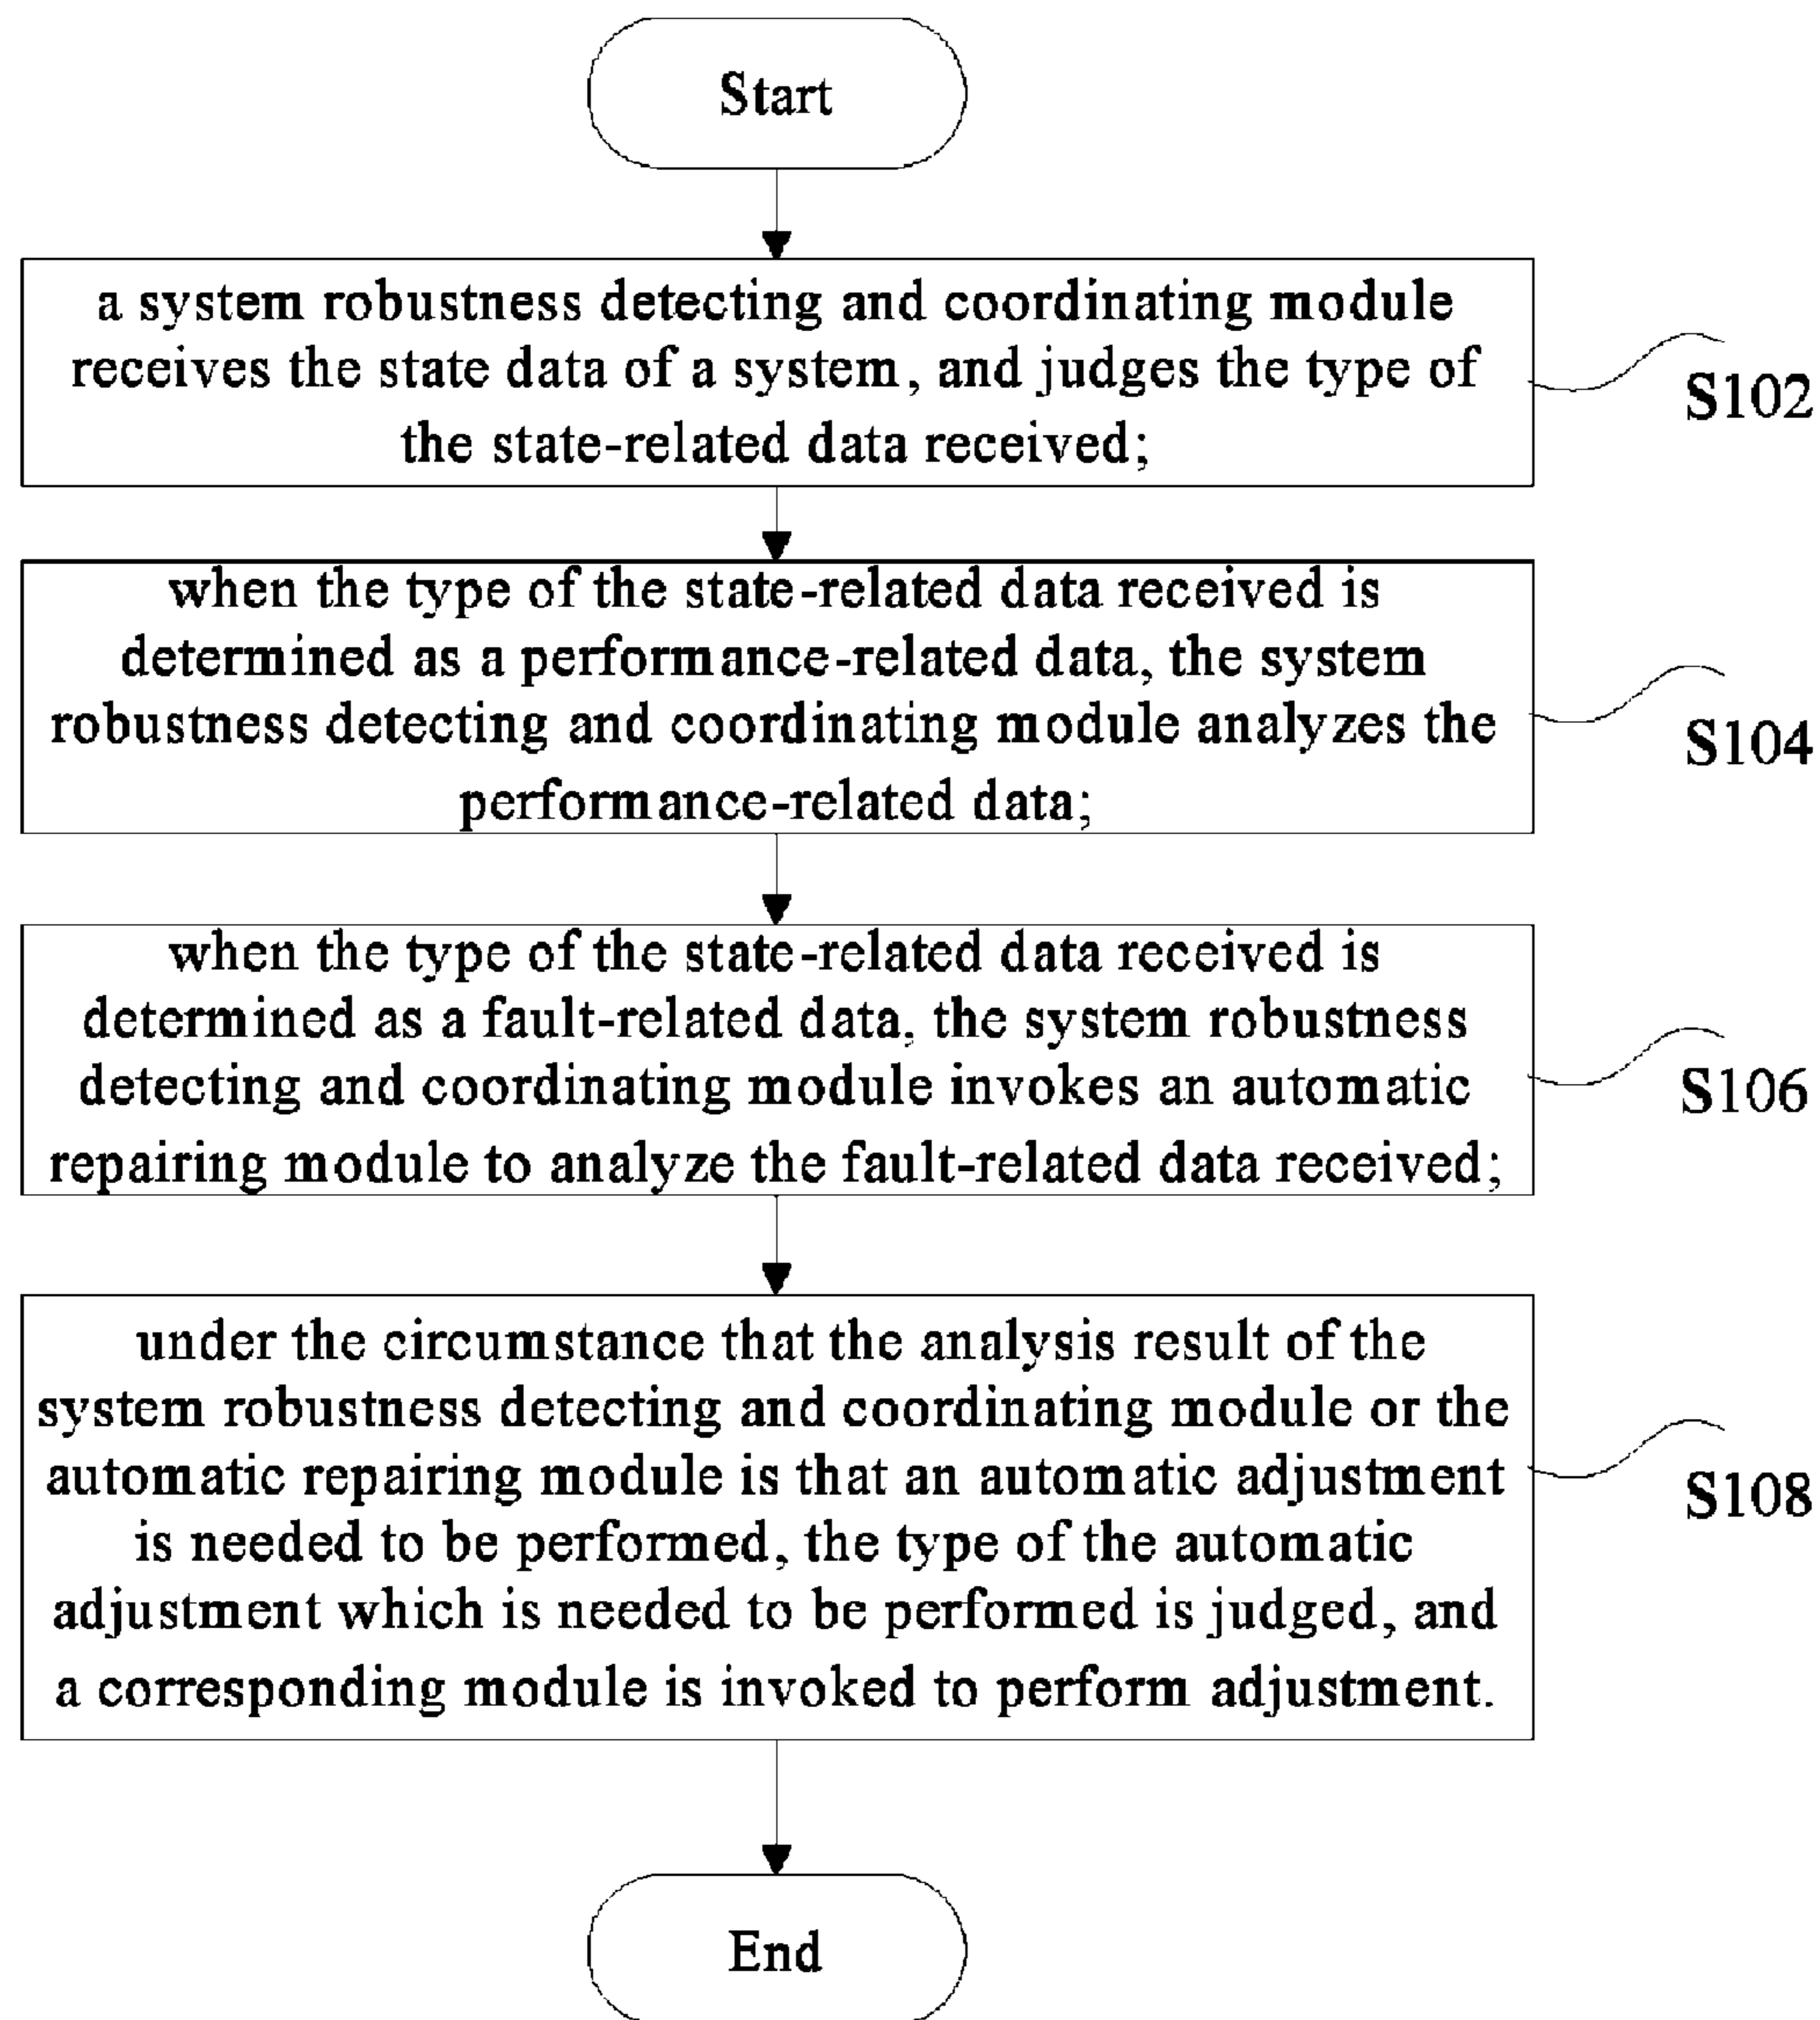 Start
a system robustness detecting and coordinating module
receives the state data of a system, and judges the type of
the state-related data received;
S102
when the type of the state-related data received is
determined as a performance-related data, the system
robustness detecting and coordinating module analyzes the
performance-related data;
S104
when the type of the state-related data received is
determined as a fault-related data, the system robustness
detecting and coordinating module invokes an automatic
repairing module to analyze the fault-related data received;
S106
under the circumstance that the analysis result of the
system robustness detecting and coordinating module or the
automatic repairing module is that an automatic adjustment
is needed to be performed, the type of the automatic
adjustment which is needed to be performed is judged, and
a corresponding module is invoked to perform adjustment.
S108
End